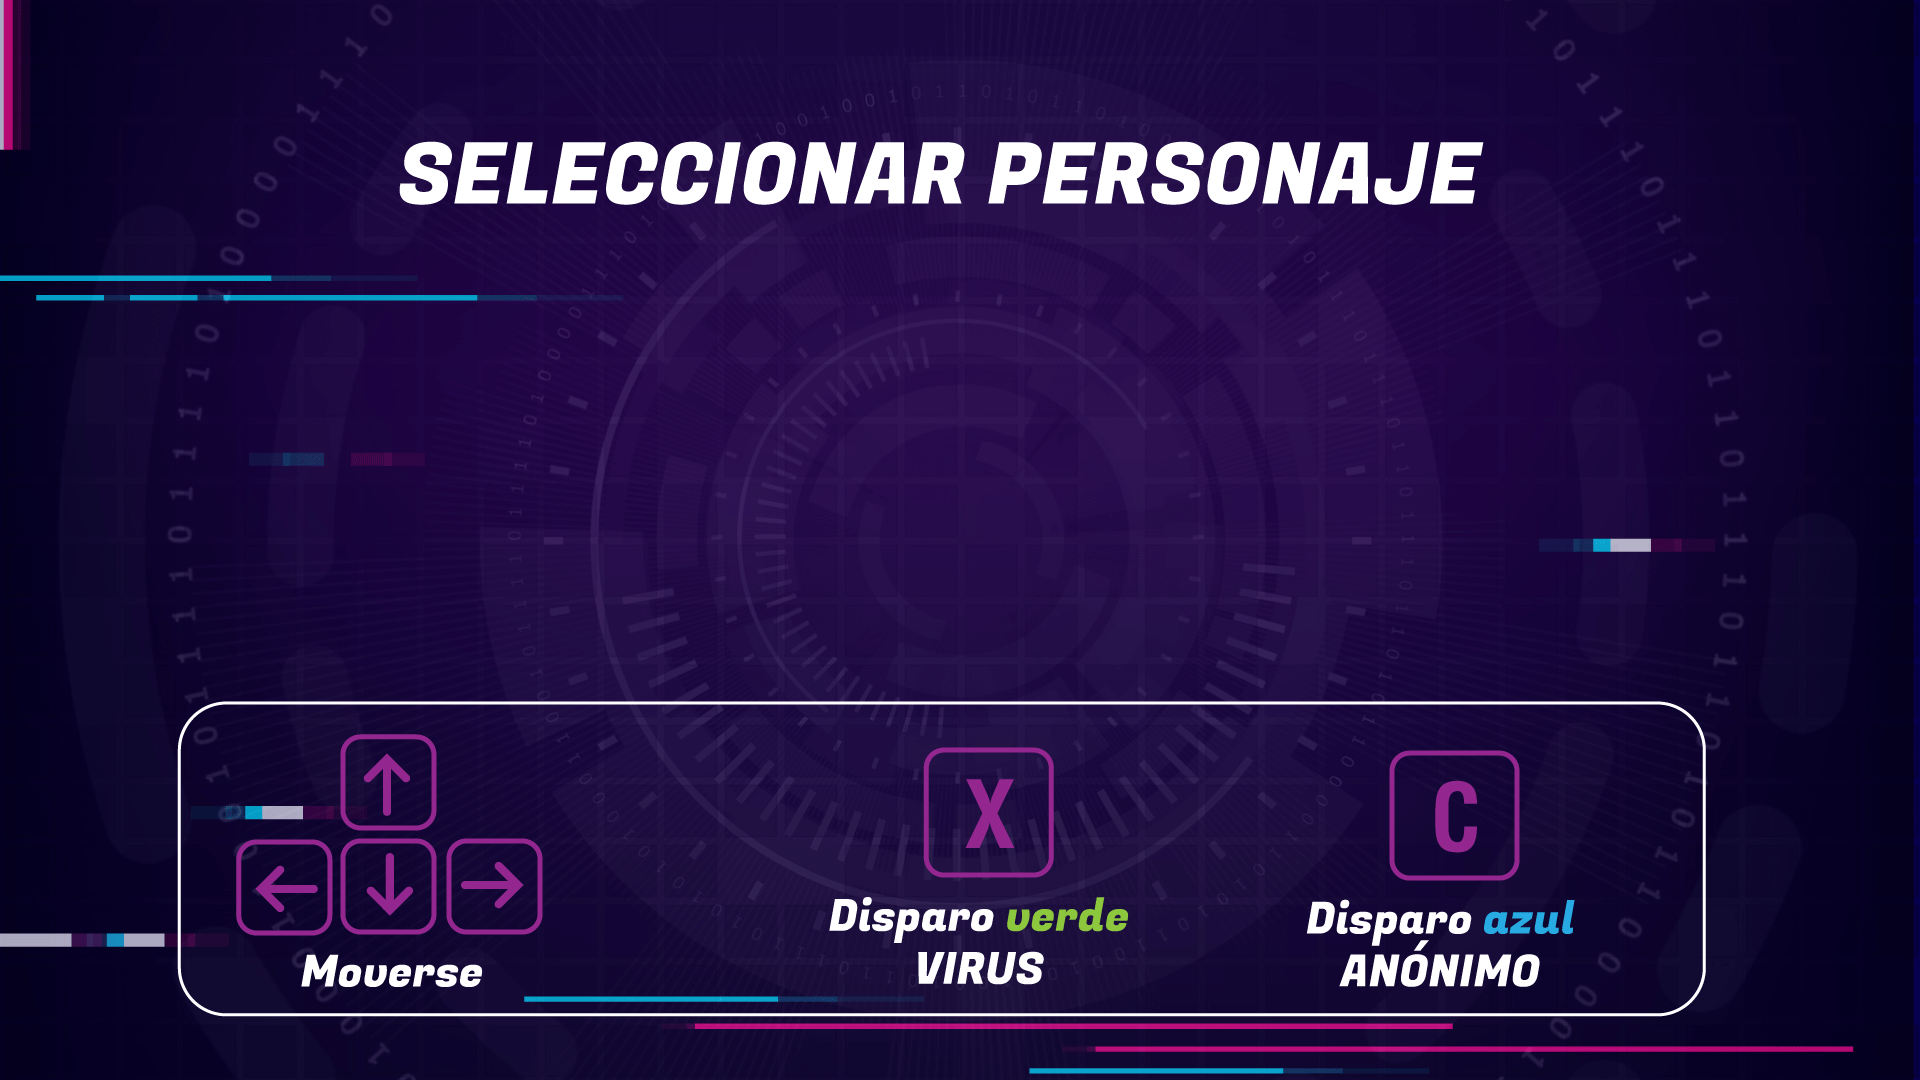 SELECCIONAR PERSONAJE
X
C
Disparo verde
VIRUS
Disparo azul
ANÓNIMO
Moverse